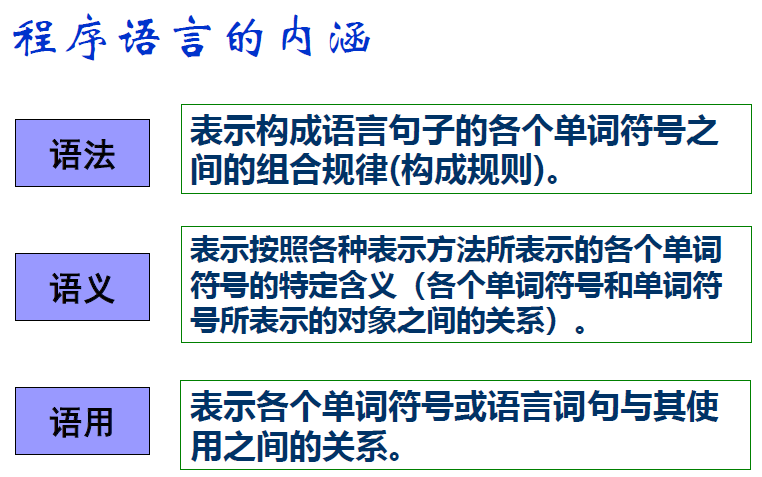 程序语言的内涵
语法
表示构成语言句子的各个单词符号之
间的组合规律(构成规则)。
语义
表示按照各种表示方法所表示的各个单词
符号的特定含义（各个单词符号和单词符
号所表示的对象之间的关系）。
语用
表示各个单词符号或语言词句与其使
用之间的关系。